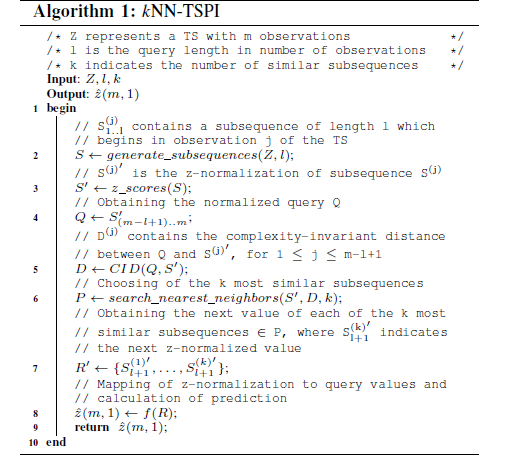 Algorithm 1: kNN-TSPI
/* Z represents a TS with m observations */
/* l is the query length in number of observations */
/* k indicates the number of similar subsequences */
Input: Z, l, k
Output: ẑ(m, 1)
1 begin
// S^{(j)}_{1..l} contains a subsequence of length l which
// begins in observation j of the TS
2 S ← generate_subsequences(Z, l);
// S^{(j)′} is the z-normalization of subsequence S^{(j)}
3 S′ ← z_scores(S);
// Obtaining the normalized query Q
4 Q ← S′_{(m−l+1)..m};
// D^{(j)} contains the complexity-invariant distance
// between Q and S^{(j)′}, for 1 ≤ j ≤ m-l+1
5 D ← CID(Q, S′);
// Choosing of the k most similar subsequences
6 P ← search_nearest_neighbors(S′, D, k);
// Obtaining the next value of each of the k most
// similar subsequences ∈ P, where S^{(k)′}_{l+1} indicates
// the next z-normalized value
7 R′ ← {S^{(1)′}_{l+1}, ..., S^{(k)′}_{l+1}};
// Mapping of z-normalization to query values and
// calculation of prediction
8 ẑ(m, 1) ← f(R);
9 return ẑ(m, 1);
10 end